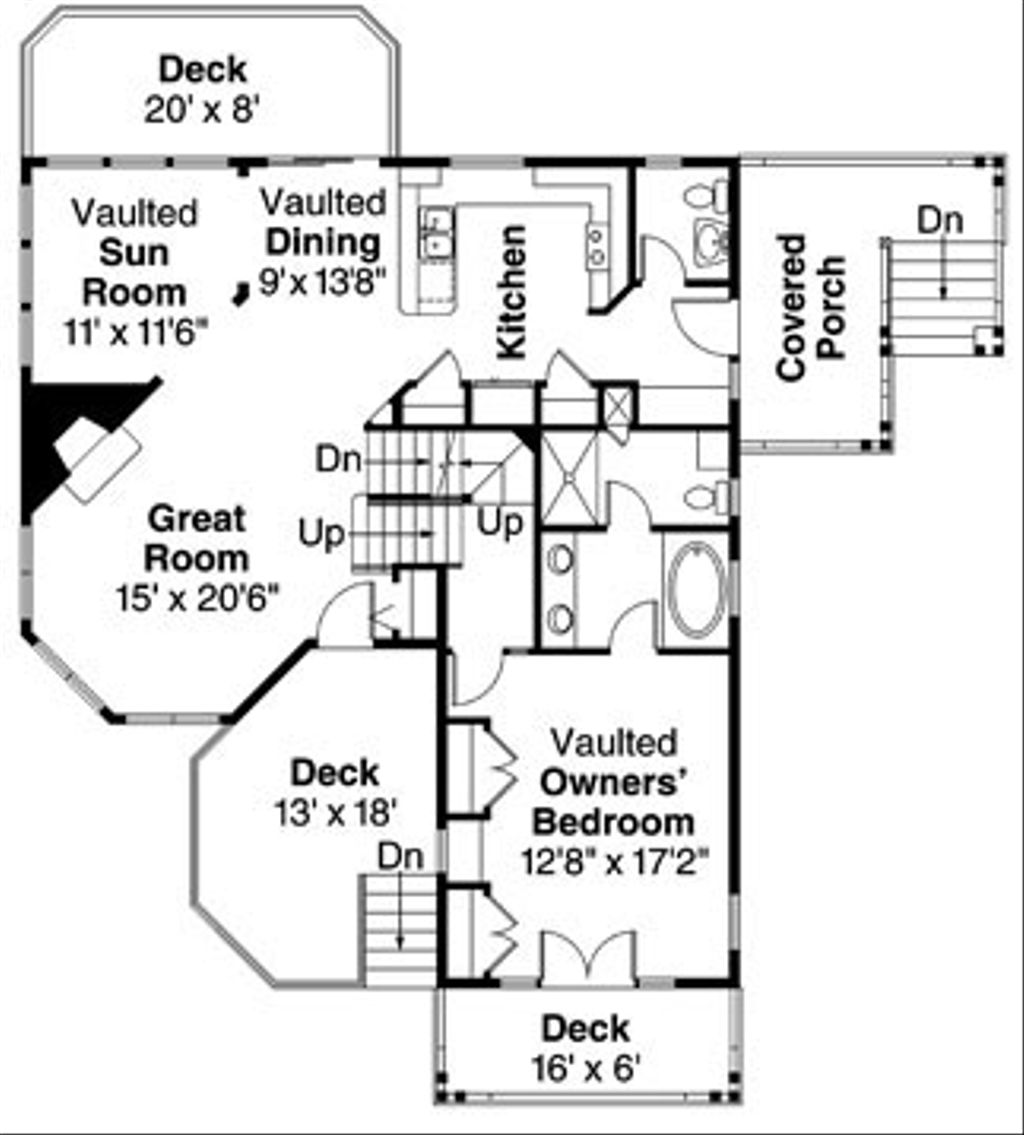 Deck
20' x 8'
Vaulted
Sun
Room
11' x 11'6"
Vaulted
Dining
9' x 13'8"
Kitchen
Covered
Porch
Dn
Dn
Up
Up
Great
Room
15' x 20'6"
Deck
13' x 18'
Dn
Vaulted
Owners'
Bedroom
12'8" x 17'2"
Deck
16' x 6'